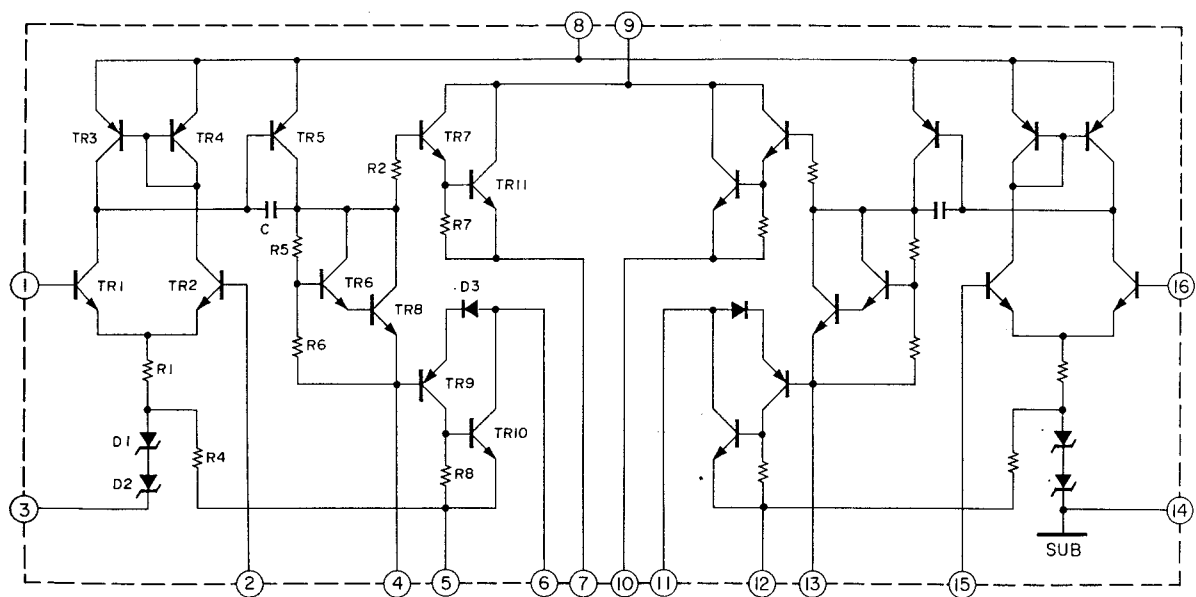 8 9
TR3 TR4 TR5 TR7
R2 TR11
C R7
R5
1 TR1 TR2 TR6 D3 16
TR8
R6
R1 TR9
D1 R4 TR10
D2 R8
3 14
SUB
2 4 5 6 7 10 11 12 13 15